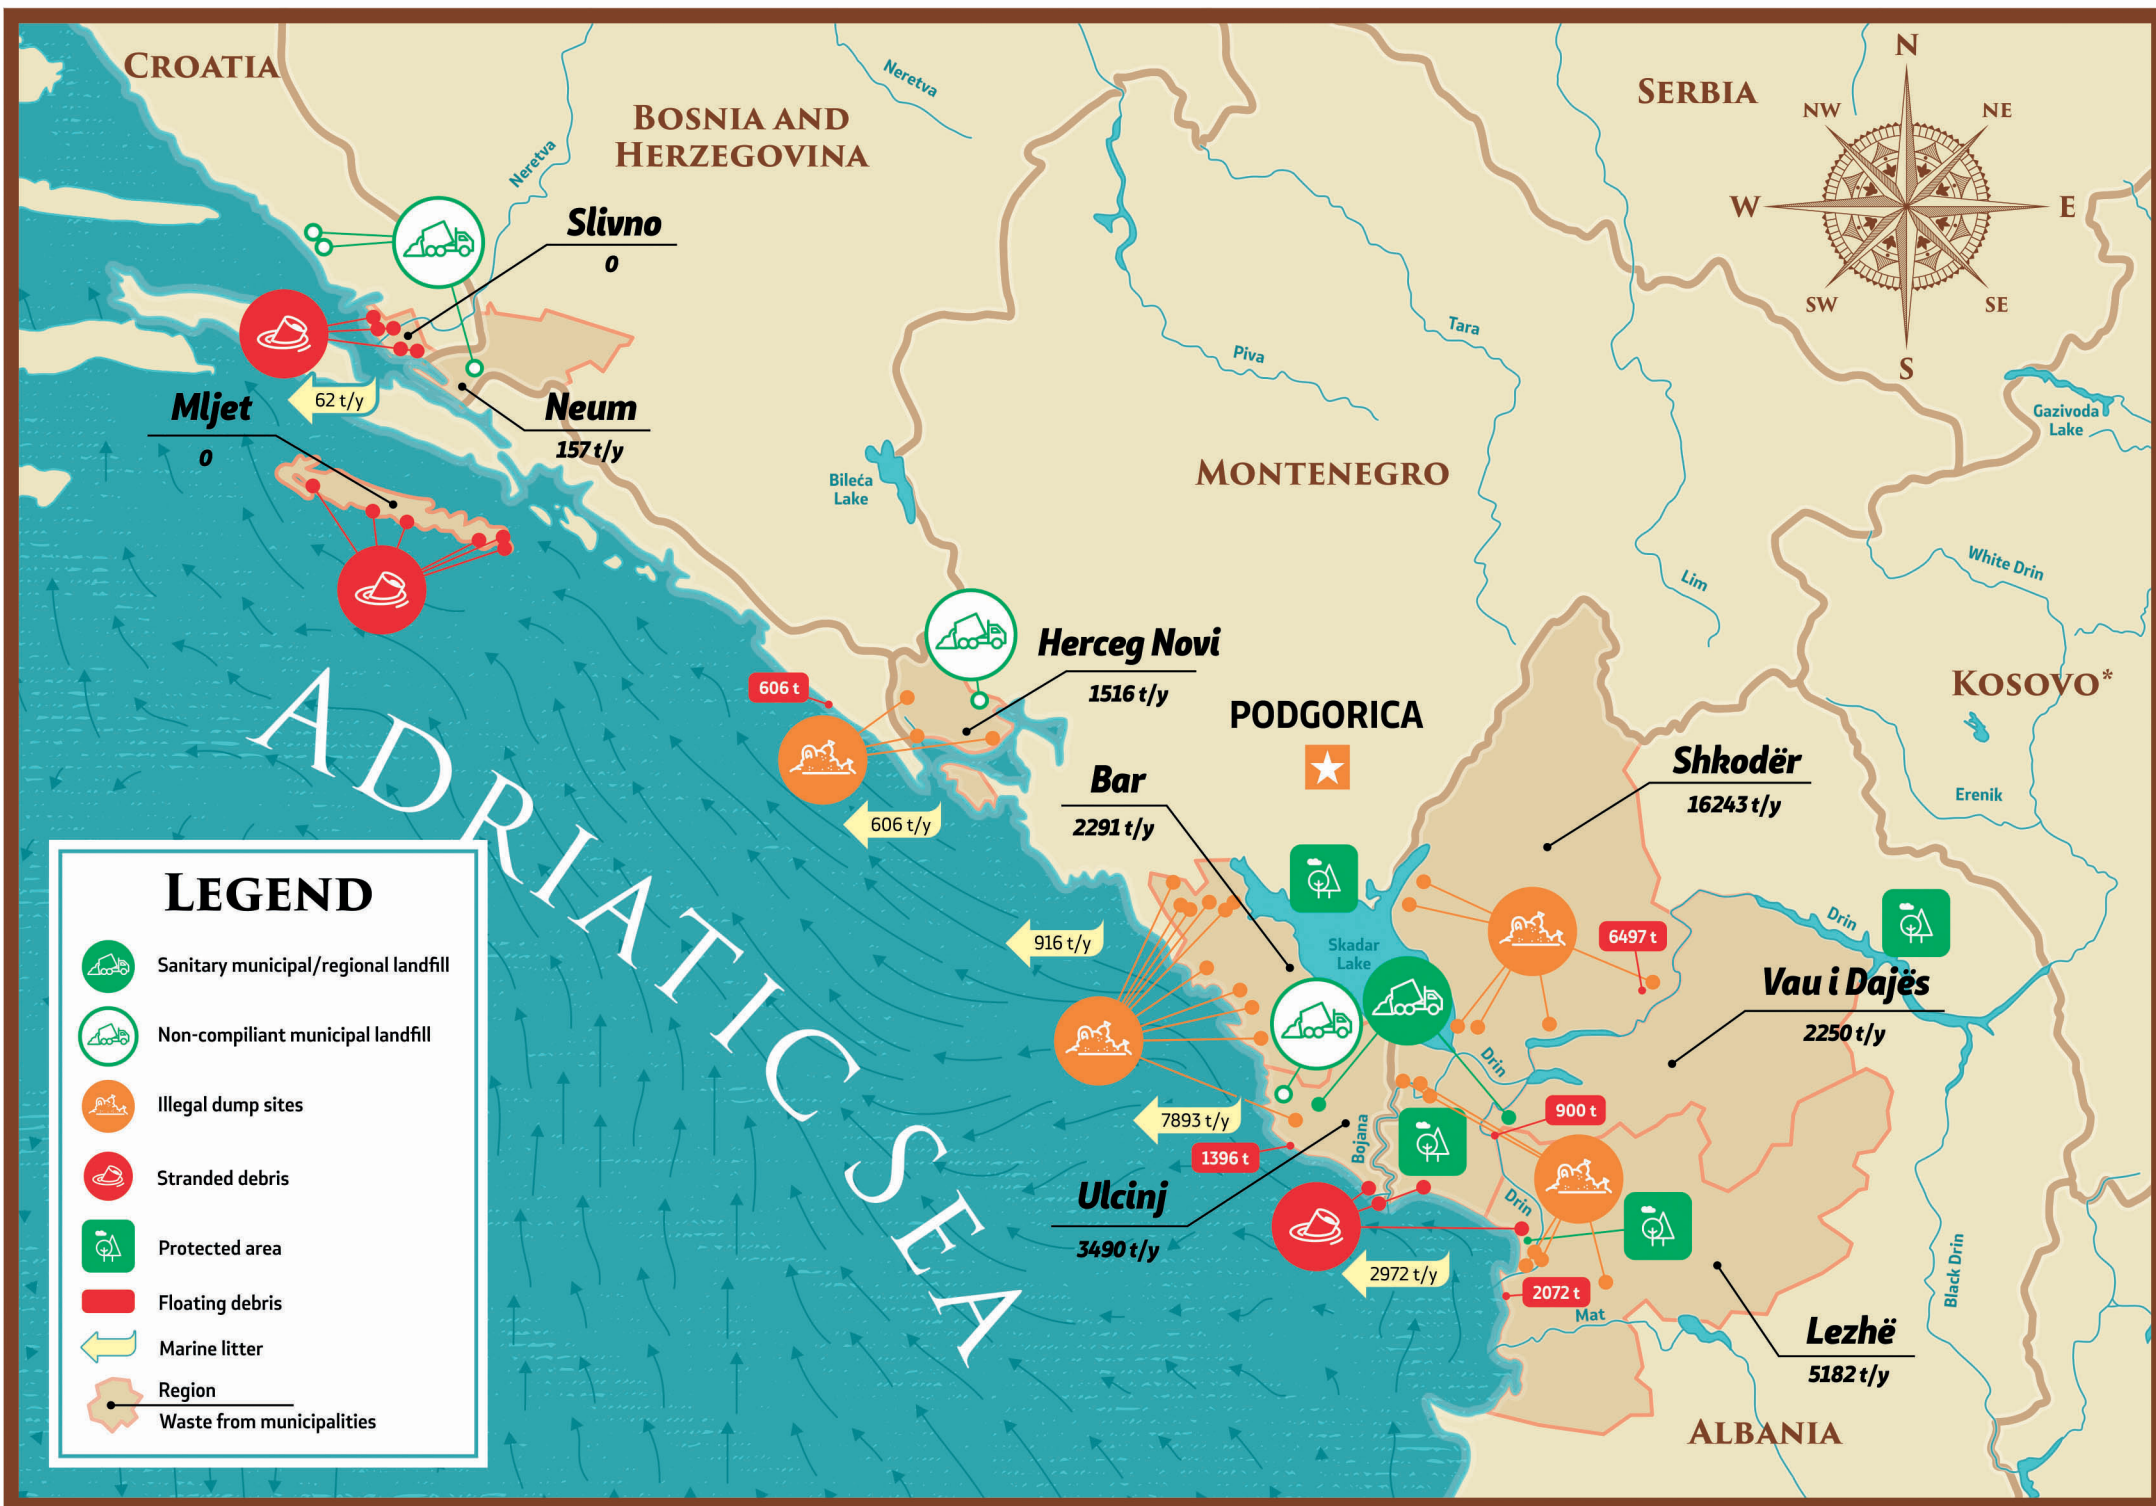 CROATIA
BOSNIA AND
HERZEGOVINA
Neretva
Neretva
SERBIA
N
NW
NE
W
E
SW
SE
S
Slivno
0
62 t/y
Mljet
0
Neum
157 t/y
Bileća
Lake
Piva
Tara
MONTENEGRO
Lim
Gazivoda
Lake
White Drin
KOSOVO*
Erenik
Herceg Novi
1516 t/y
606 t
606 t/y
PODGORICA
Bar
2291 t/y
Shkodër
16243 t/y
ADRIATIC SEA
916 t/y
Skadar
Lake
6497 t
Drin
Vau i Dajës
2250 t/y
Drin
900 t
7893 t/y
1396 t
Bojana
Ulcinj
3490 t/y
Drin
2972 t/y
2072 t
Mat
Black Drin
Lezhë
5182 t/y
ALBANIA
LEGEND
Sanitary municipal/regional landfill
Non-compiliant municipal landfill
Illegal dump sites
Stranded debris
Protected area
Floating debris
Marine litter
Region
Waste from municipalities